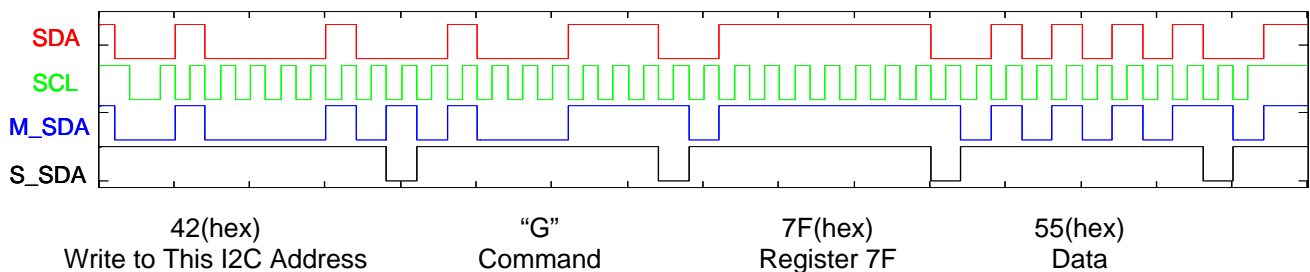 SDA
SCL
M_SDA
S_SDA
42(hex) “G” 7F(hex) 55(hex)
Write to This I2C Address Command Register 7F Data